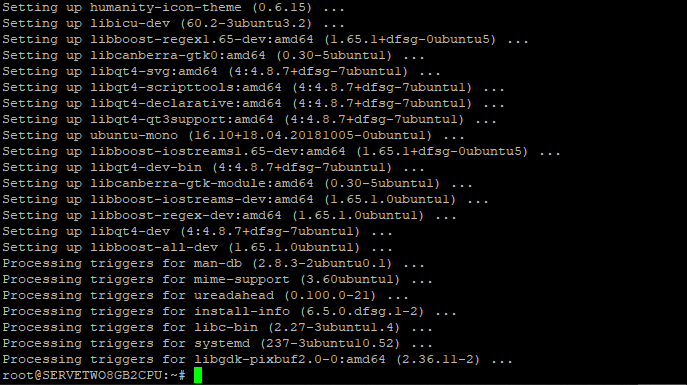 Setting up humanity-icon-theme (0.6.15) ...
Setting up libicu-dev (60.2-3ubuntu3.2) ...
Setting up libboost-regex1.65-dev:amd64 (1.65.1+dfsg-0ubuntu5) ...
Setting up libcanberra-gtk0:amd64 (0.30-5ubuntu1) ...
Setting up libqt4-svg:amd64 (4:4.8.7+dfsg-7ubuntu1) ...
Setting up libqt4-scripttools:amd64 (4:4.8.7+dfsg-7ubuntu1) ...
Setting up libqt4-declarative:amd64 (4:4.8.7+dfsg-7ubuntu1) ...
Setting up libqt4-qt3support:amd64 (4:4.8.7+dfsg-7ubuntu1) ...
Setting up ubuntu-mono (16.10+18.04.20181005-0ubuntu1) ...
Setting up libboost-iostreams1.65-dev:amd64 (1.65.1+dfsg-0ubuntu5) ...
Setting up libqt4-dev-bin (4:4.8.7+dfsg-7ubuntu1) ...
Setting up libcanberra-gtk-module:amd64 (0.30-5ubuntu1) ...
Setting up libboost-iostreams-dev:amd64 (1.65.1.0ubuntu1) ...
Setting up libboost-regex-dev:amd64 (1.65.1.0ubuntu1) ...
Setting up libqt4-dev (4:4.8.7+dfsg-7ubuntu1) ...
Setting up libboost-all-dev (1.65.1.0ubuntu1) ...
Processing triggers for man-db (2.8.3-2ubuntu0.1) ...
Processing triggers for mime-support (3.60ubuntu1) ...
Processing triggers for ureadahead (0.100.0-21) ...
Processing triggers for install-info (6.5.0.dfsg.1-2) ...
Processing triggers for libc-bin (2.27-3ubuntu1.4) ...
Processing triggers for systemd (237-3ubuntu10.52) ...
Processing triggers for libgdk-pixbuf2.0-0:amd64 (2.36.11-2) ...
root@SERVETWO8GB2CPU:~#